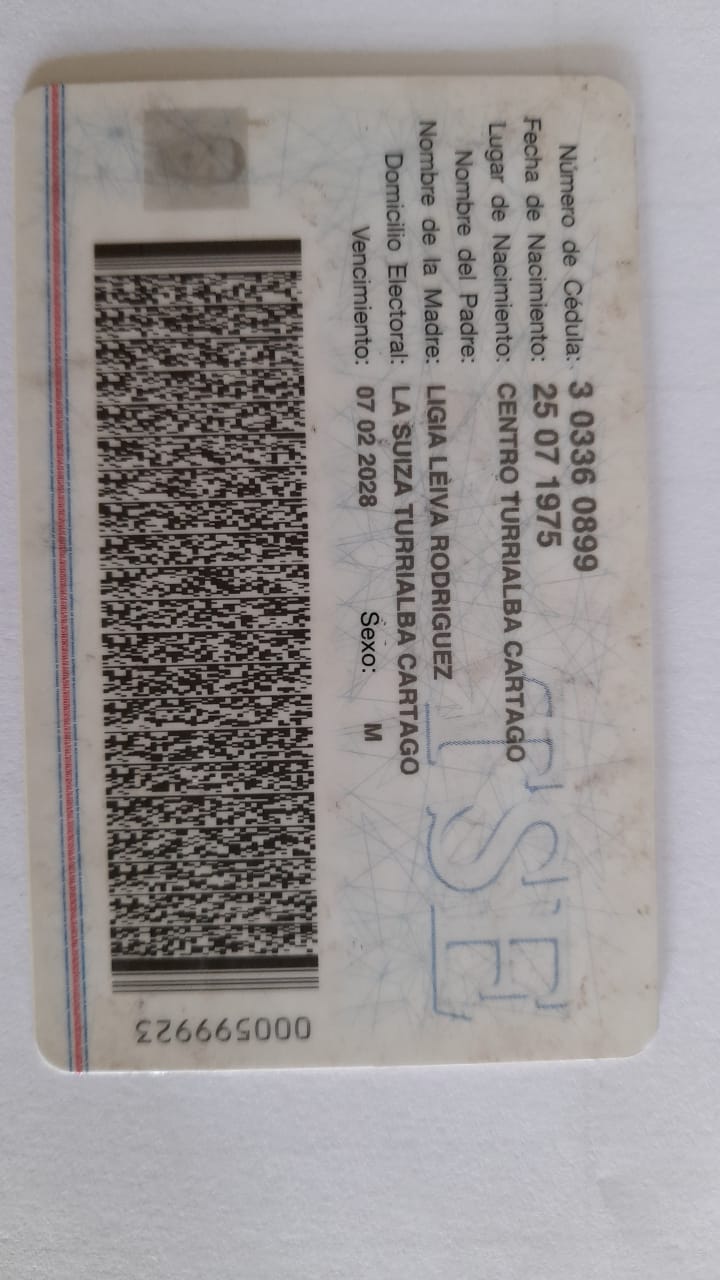 Número de Cédula: 3 0336 0899
Fecha de Nacimiento: 25 07 1975
Lugar de Nacimiento: CENTRO TURRIALBA CARTAGO
Nombre del Padre:
Nombre de la Madre: LIGIA LEIVA RODRIGUEZ
Domicilio Electoral: LA SUIZA TURRIALBA CARTAGO
Vencimiento: 07 02 2028 Sexo: M
TSE
000599923